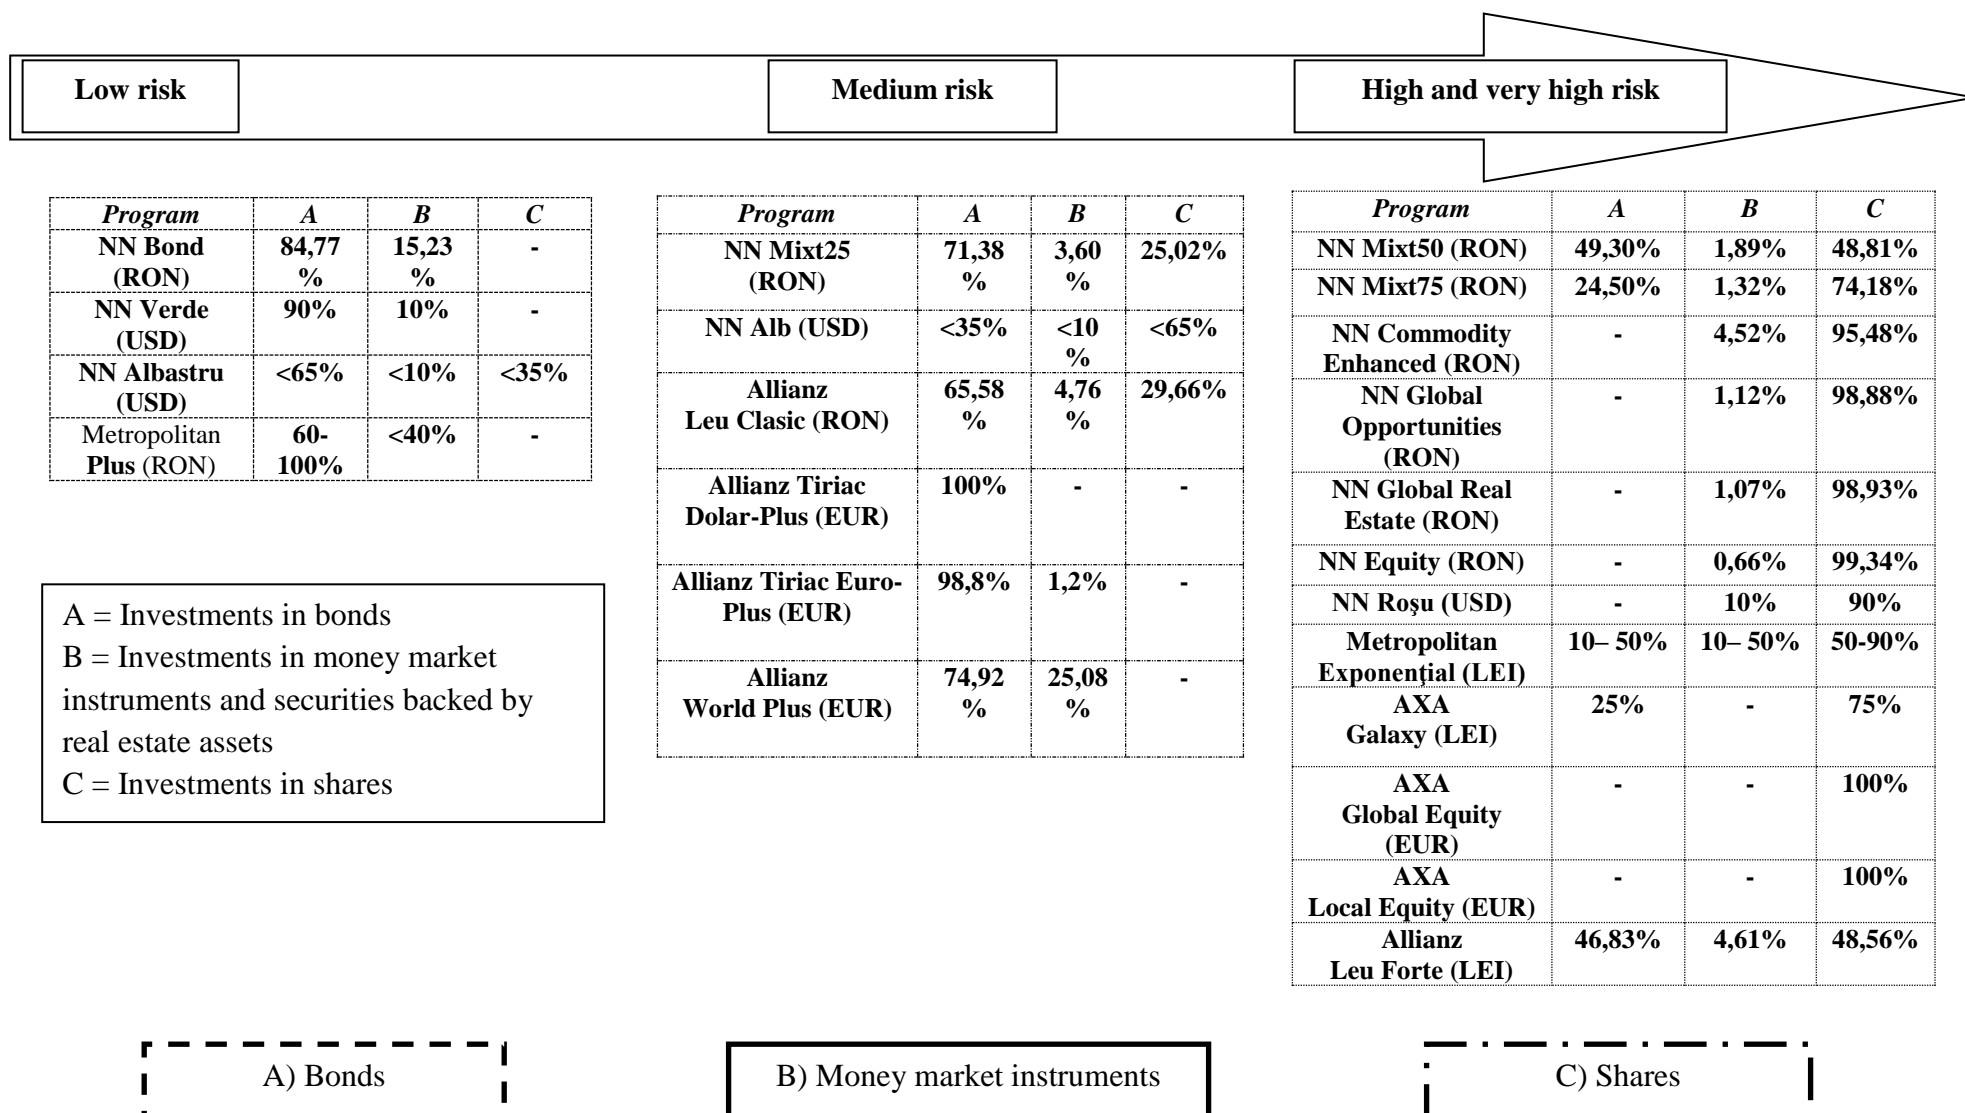 Low risk
Medium risk
High and very high risk
Program A B C
NN Bond 84,77 15,23 -
(RON) % %
NN Verde 90% 10% -
(USD)
NN Albastru <65% <10% <35%
(USD)
Metropolitan 60- <40% -
Plus (RON) 100%
A = Investments in bonds
B = Investments in money market
instruments and securities backed by
real estate assets
C = Investments in shares
Program A B C
NN Mixt25 71,38 3,60 25,02%
(RON) % %
NN Alb (USD) <35% <10 <65%
%
Allianz 65,58 4,76 29,66%
Leu Clasic (RON) % %
Allianz Tiriac 100% - -
Dolar-Plus (EUR)
Allianz Tiriac Euro- 98,8% 1,2% -
Plus (EUR)
Allianz 74,92 25,08 -
World Plus (EUR) % %
Program A B C
NN Mixt50 (RON) 49,30% 1,89% 48,81%
NN Mixt75 (RON) 24,50% 1,32% 74,18%
NN Commodity - 4,52% 95,48%
Enhanced (RON)
NN Global - 1,12% 98,88%
Opportunities
(RON)
NN Global Real - 1,07% 98,93%
Estate (RON)
NN Equity (RON) - 0,66% 99,34%
NN Roşu (USD) - 10% 90%
Metropolitan 10– 50% 10– 50% 50-90%
Exponenţial (LEI)
AXA 25% - 75%
Galaxy (LEI)
AXA - - 100%
Global Equity
(EUR)
AXA - - 100%
Local Equity (EUR)
Allianz 46,83% 4,61% 48,56%
Leu Forte (LEI)
A) Bonds
B) Money market instruments
C) Shares